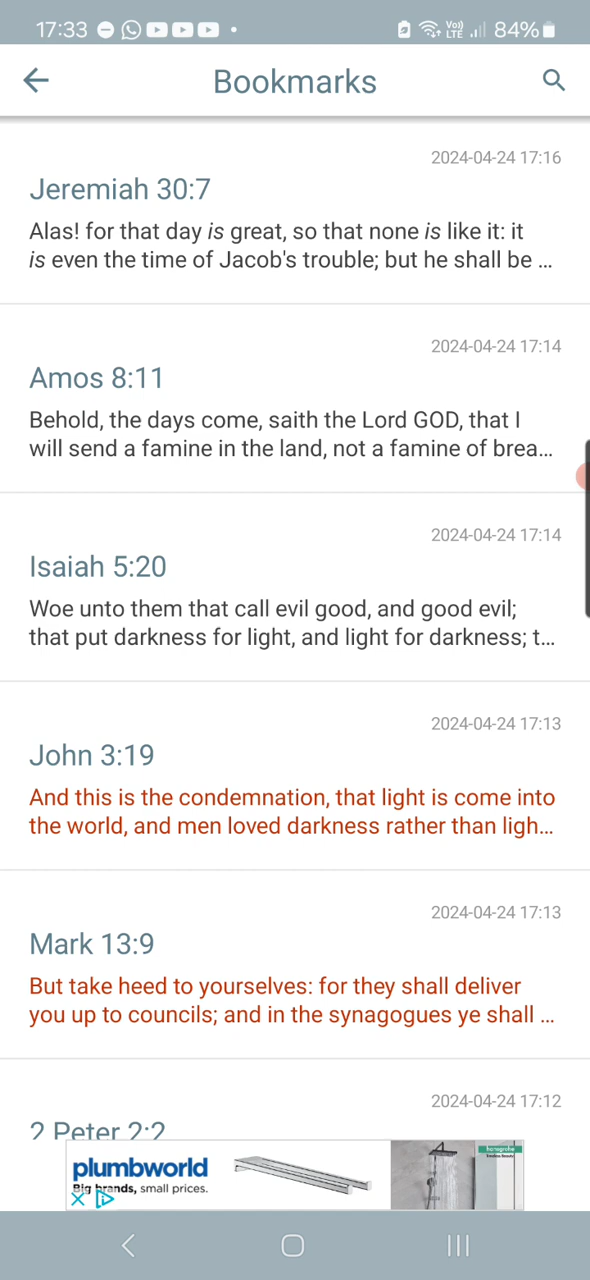 17:33
Vo))
LTE
84%
Bookmarks
2024-04-24 17:16
Jeremiah 30:7
Alas! for that day is great, so that none is like it: it
is even the time of Jacob's trouble; but he shall be ...
2024-04-24 17:14
Amos 8:11
Behold, the days come, saith the Lord GOD, that I
will send a famine in the land, not a famine of brea...
2024-04-24 17:14
Isaiah 5:20
Woe unto them that call evil good, and good evil;
that put darkness for light, and light for darkness; t...
2024-04-24 17:13
John 3:19
And this is the condemnation, that light is come into
the world, and men loved darkness rather than ligh...
2024-04-24 17:13
Mark 13:9
But take heed to yourselves: for they shall deliver
you up to councils; and in the synagogues ye shall ...
2024-04-24 17:12
2 Peter 2:2
plumbworld
Big brands, small prices.
hansgrohe